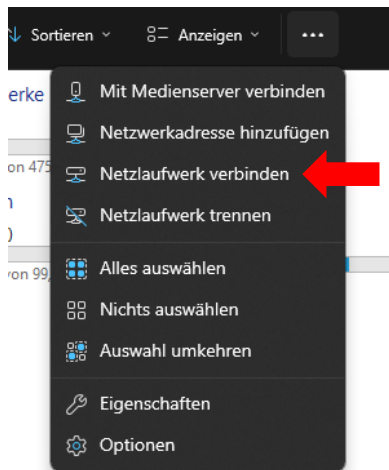 Sortieren Anzeigen ...
erke
Mit Medienserver verbinden
Netzwerkadresse hinzufügen
on 475
Netzlaufwerk verbinden
Netzlaufwerk trennen
)
Alles auswählen
von 99,
Nichts auswählen
Auswahl umkehren
Eigenschaften
Optionen